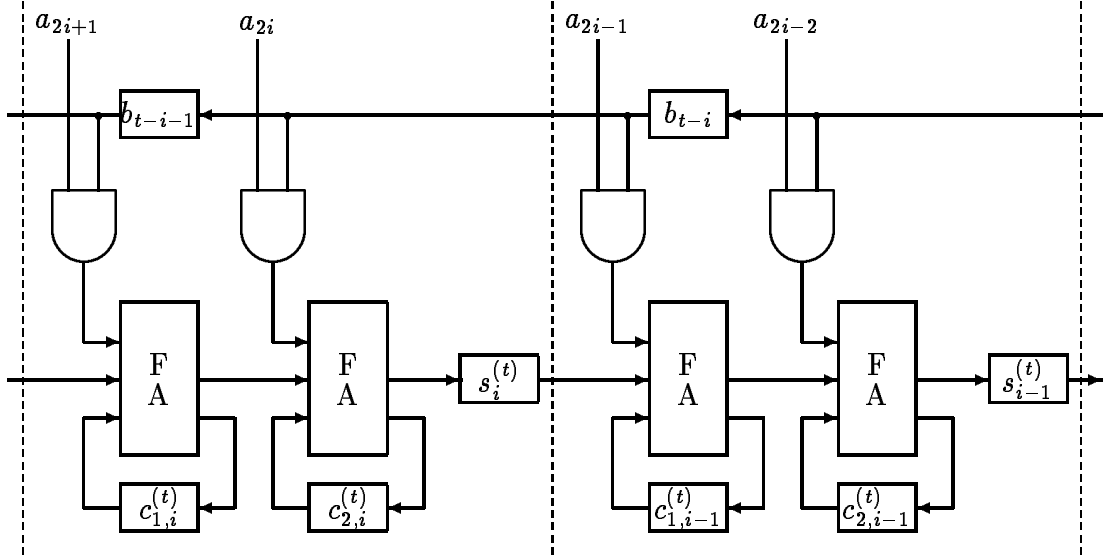 a_{2i+1} a_{2i} a_{2i-1} a_{2i-2}
b_{t-i-1} b_{t-i}
F F F F
A A s_i^{(t)} A A s_{i-1}^{(t)}
c_{1,i}^{(t)} c_{2,i}^{(t)} c_{1,i-1}^{(t)} c_{2,i-1}^{(t)}